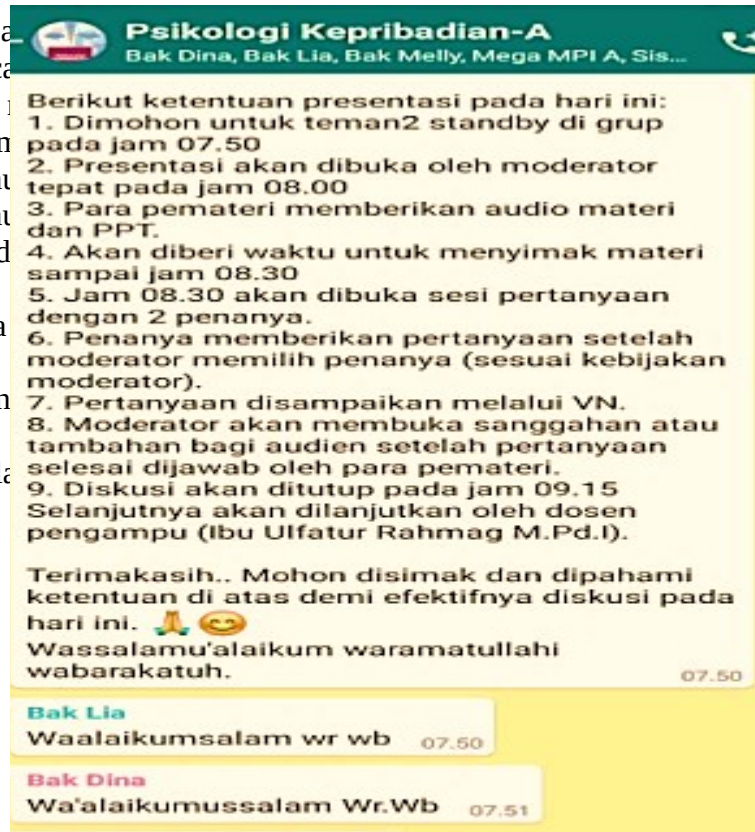 Psikologi Kepribadian-A
Bak Dina, Bak Lia, Bak Melly, Mega MPI A, Sis...
Berikut ketentuan presentasi pada hari ini:
1. Dimohon untuk teman2 standby di grup
pada jam 07.50
2. Presentasi akan dibuka oleh moderator
tepat pada jam 08.00
3. Para pemateri memberikan audio materi
dan PPT.
4. Akan diberi waktu untuk menyimak materi
sampai jam 08.30
5. Jam 08.30 akan dibuka sesi pertanyaan
dengan 2 penanya.
6. Penanya memberikan pertanyaan setelah
moderator memilih penanya (sesuai kebijakan
moderator).
7. Pertanyaan disampaikan melalui VN.
8. Moderator akan membuka sanggahan atau
tambahan bagi audien setelah pertanyaan
selesai dijawab oleh para pemateri.
9. Diskusi akan ditutup pada jam 09.15
Selanjutnya akan dilanjutkan oleh dosen
pengampu (Ibu Ulfatur Rahmag M.Pd.I).
Terimakasih.. Mohon disimak dan dipahami
ketentuan di atas demi efektifnya diskusi pada
hari ini. 🙏 😊
Wassalamu'alaikum waramatullahi
wabarakatuh. 07.50
Bak Lia
Waalaikumsalam wr wb 07.50
Bak Dina
Wa'alaikumussalam Wr.Wb 07.51